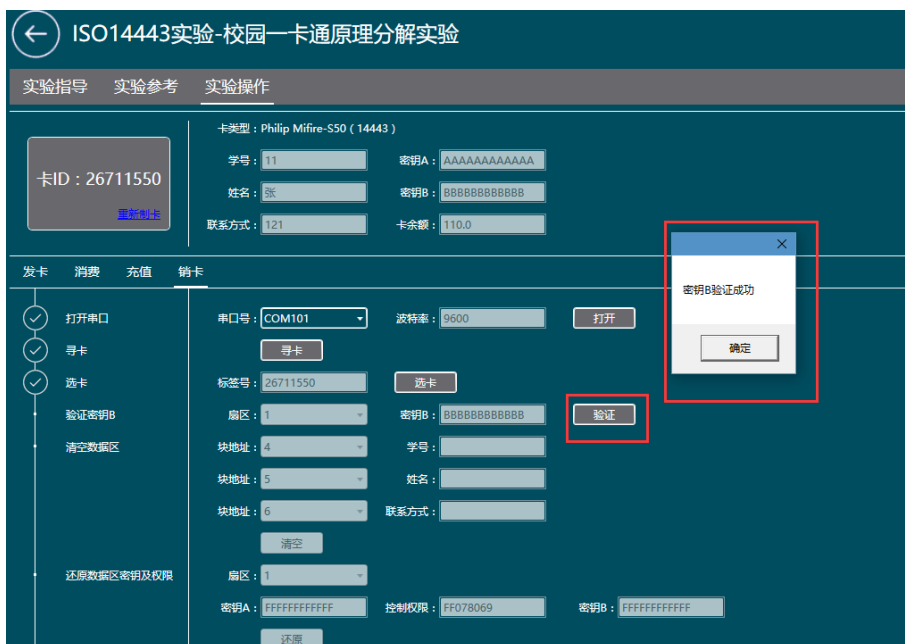 ISO14443实验-校园一卡通原理分解实验
实验指导 实验参考 实验操作
卡类型：Philip Mifire-S50 ( 14443 )
卡ID：26711550
重新制卡
学号： 11 密钥A： AAAAAAAAAAAA
姓名： 张 密钥B： BBBBBBBBBBBB
联系方式： 121 卡余额： 110.0
发卡 消费 充值 销卡
密钥B验证成功
确定
打开串口 串口号： COM101 波特率： 9600 打开
寻卡 寻卡
选卡 标签号： 26711550 选卡
验证密钥B 扇区： 1 密钥B： BBBBBBBBBBBB 验证
清空数据区 块地址： 4 学号：
块地址： 5 姓名：
块地址： 6 联系方式：
清空
还原数据区密钥及权限 扇区： 1
密钥A： FFFFFFFFFFFF 控制权限： FF078069 密钥B： FFFFFFFFFFFF
还原